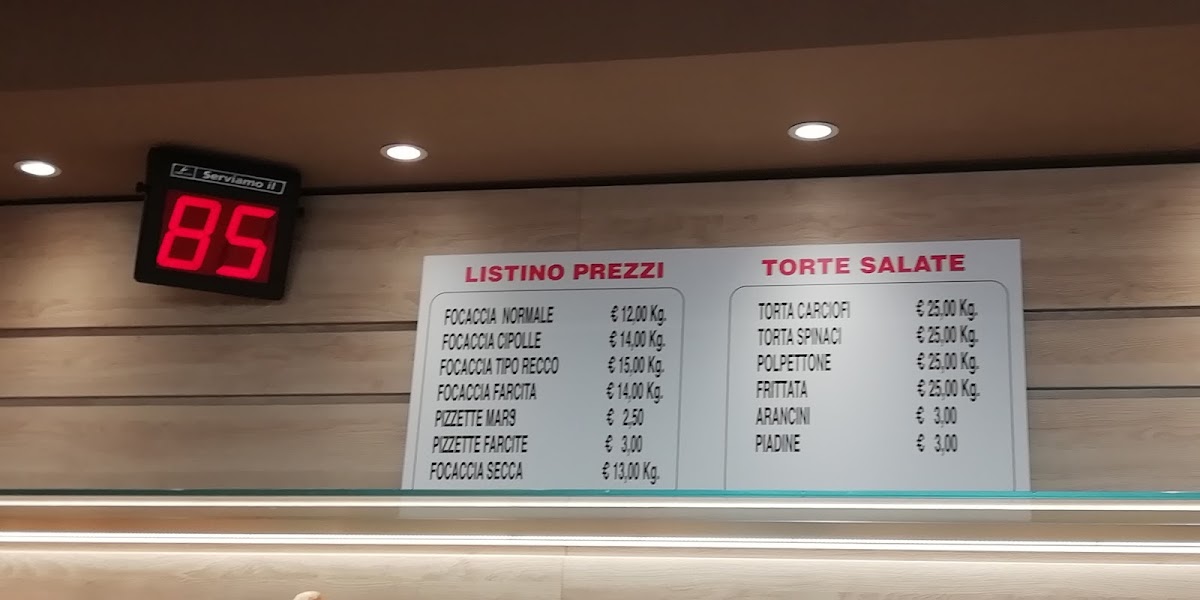 Serviamo il
85
LISTINO PREZZI
FOCACCIA NORMALE € 12,00 Kg.
FOCACCIA CIPOLLE € 14,00 Kg.
FOCACCIA TIPO RECCO € 15,00 Kg.
FOCACCIA FARCITA € 14,00 Kg.
PIZZETTE MAR9 € 2,50
PIZZETTE FARCITE € 3,00
FOCACCIA SECCA € 13,00 Kg.
TORTE SALATE
TORTA CARCIOFI € 25,00 Kg.
TORTA SPINACI € 25,00 Kg.
POLPETTONE € 25,00 Kg.
FRITTATA € 25,00 Kg.
ARANCINI € 3,00
PIADINE € 3,00